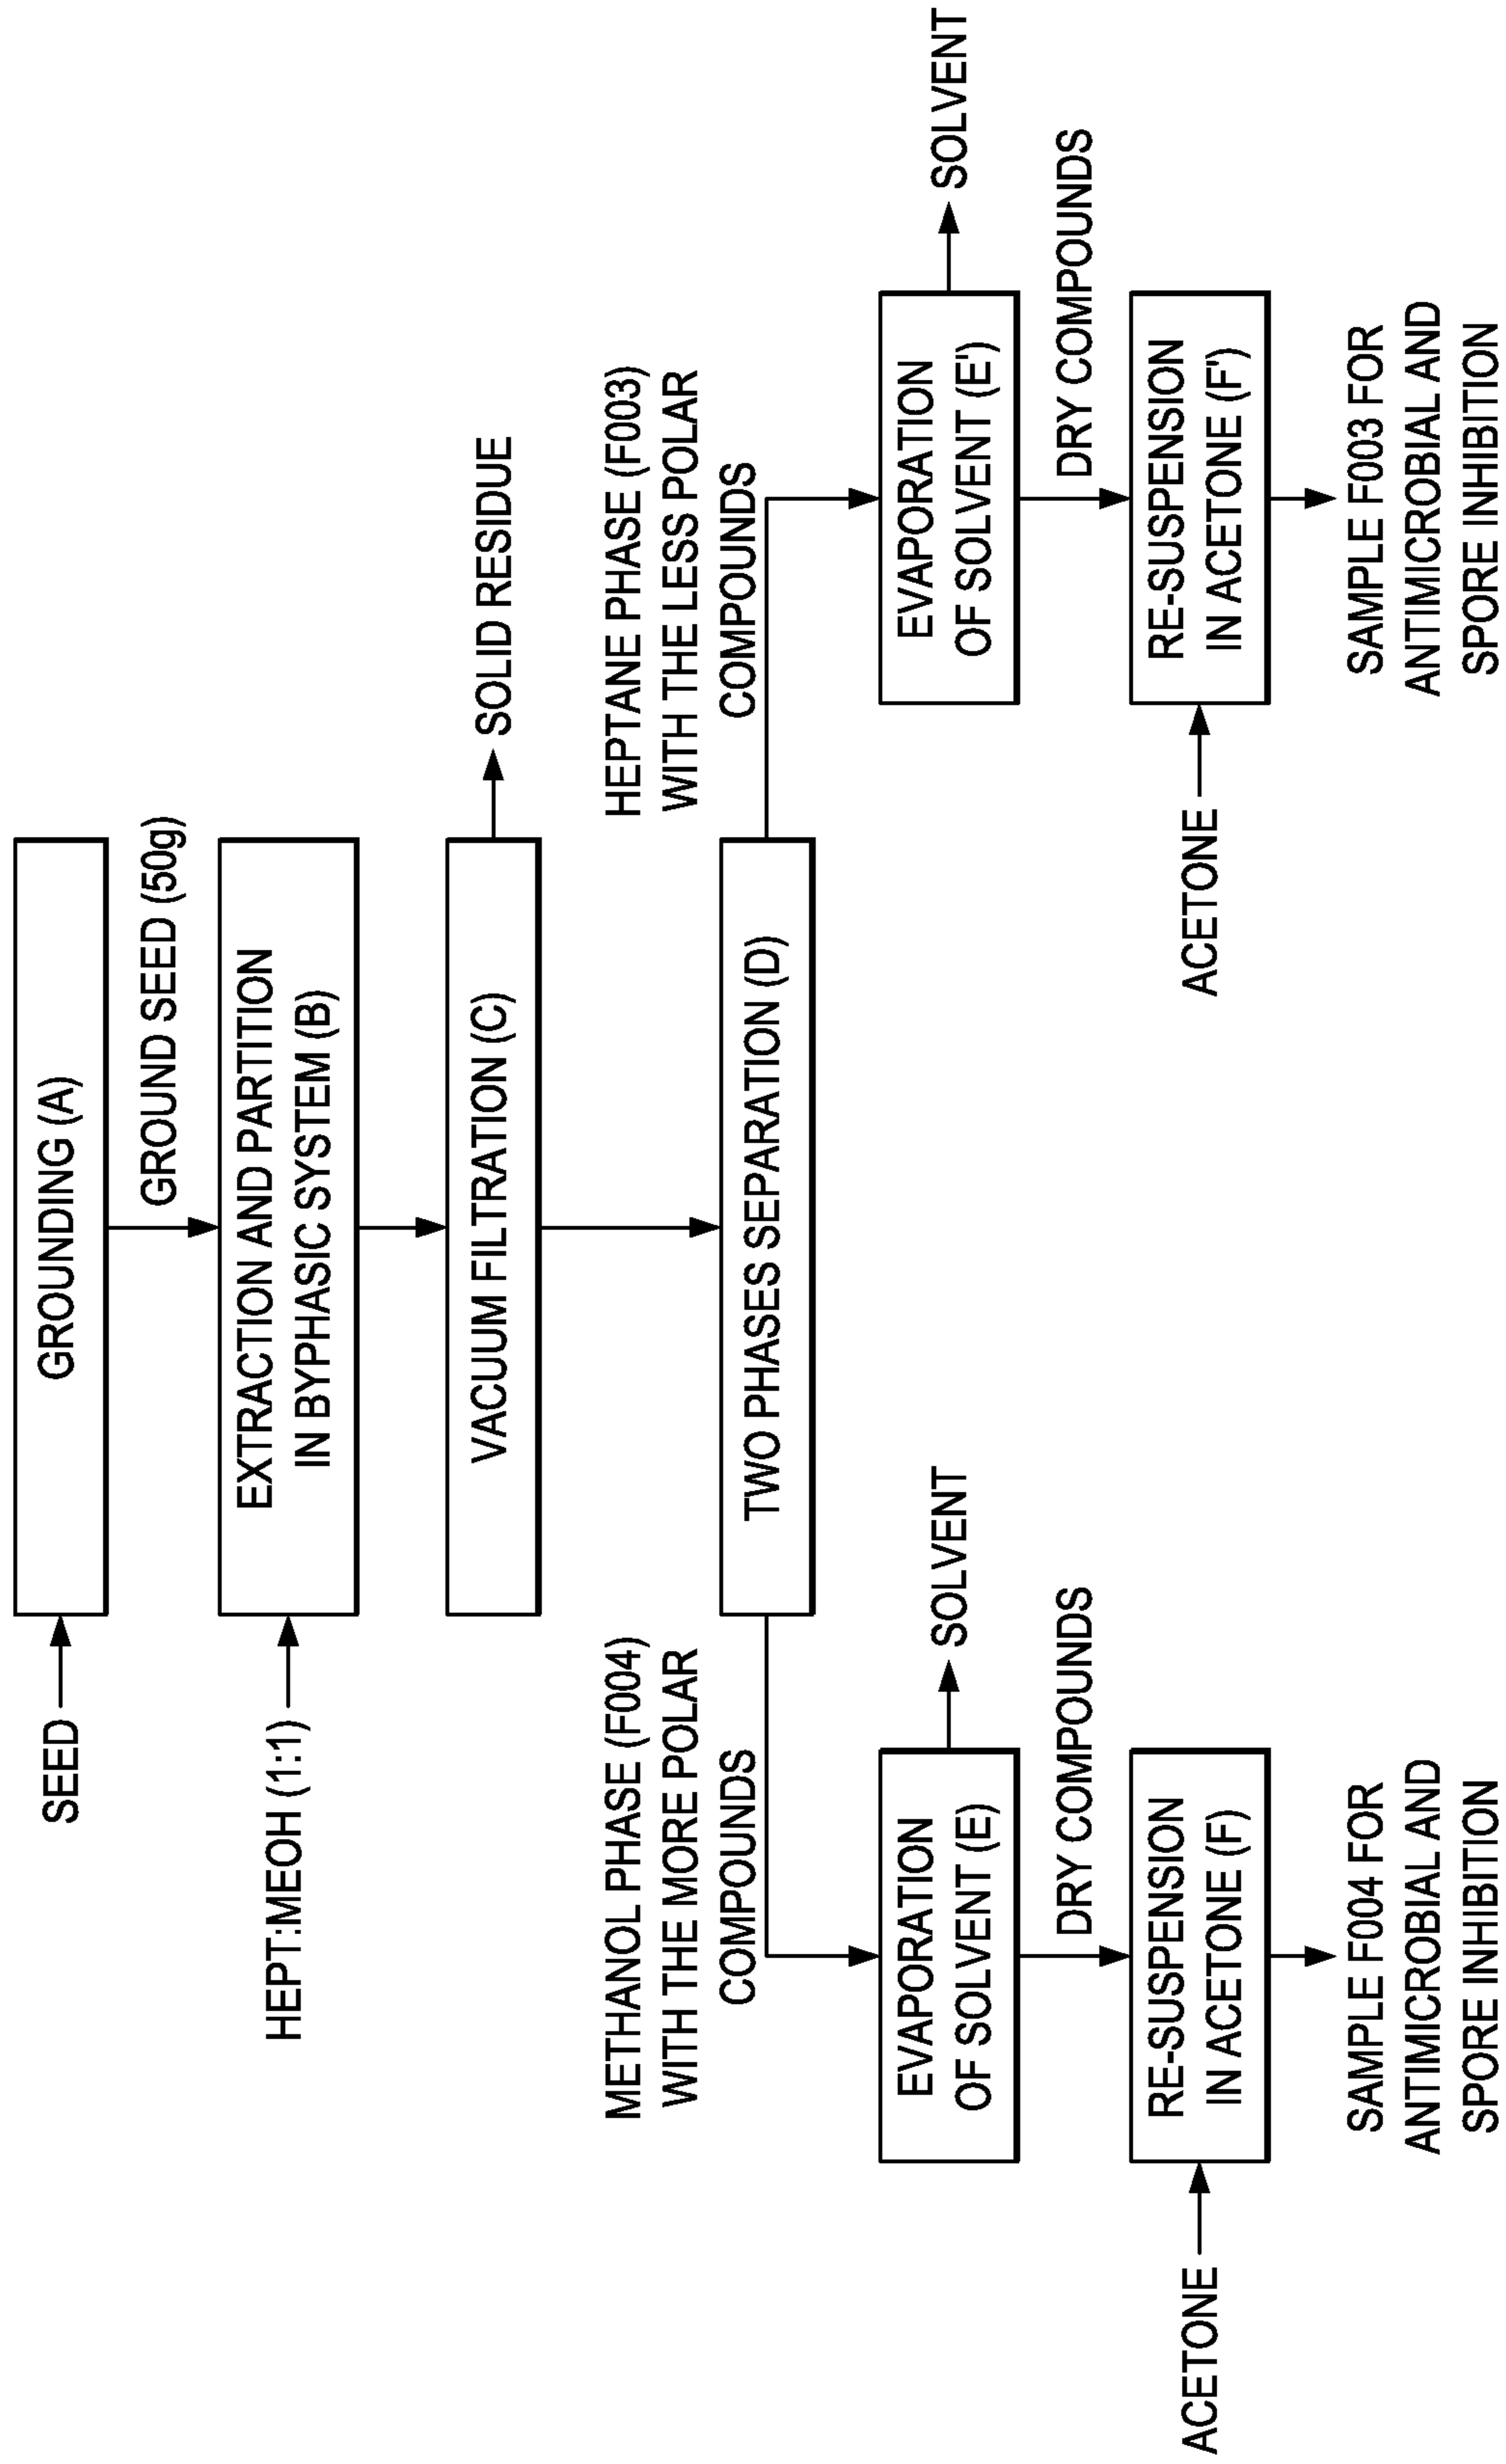 SEED
GROUNDING (A)
GROUND SEED (50g)
HEPT:MEOH (1:1)
EXTRACTION AND PARTITION
IN BYPHASIC SYSTEM (B)
VACUUM FILTRATION (C)
SOLID RESIDUE
METHANOL PHASE (F004)
WITH THE MORE POLAR
COMPOUNDS
TWO PHASES SEPARATION (D)
HEPTANE PHASE (F003)
WITH THE LESS POLAR
COMPOUNDS
EVAPORATION
OF SOLVENT (E)
SOLVENT
DRY COMPOUNDS
ACETONE
RE-SUSPENSION
IN ACETONE (F)
SAMPLE F004 FOR
ANTIMICROBIAL AND
SPORE INHIBITION
EVAPORATION
OF SOLVENT (E')
SOLVENT
DRY COMPOUNDS
ACETONE
RE-SUSPENSION
IN ACETONE (F')
SAMPLE F003 FOR
ANTIMICROBIAL AND
SPORE INHIBITION